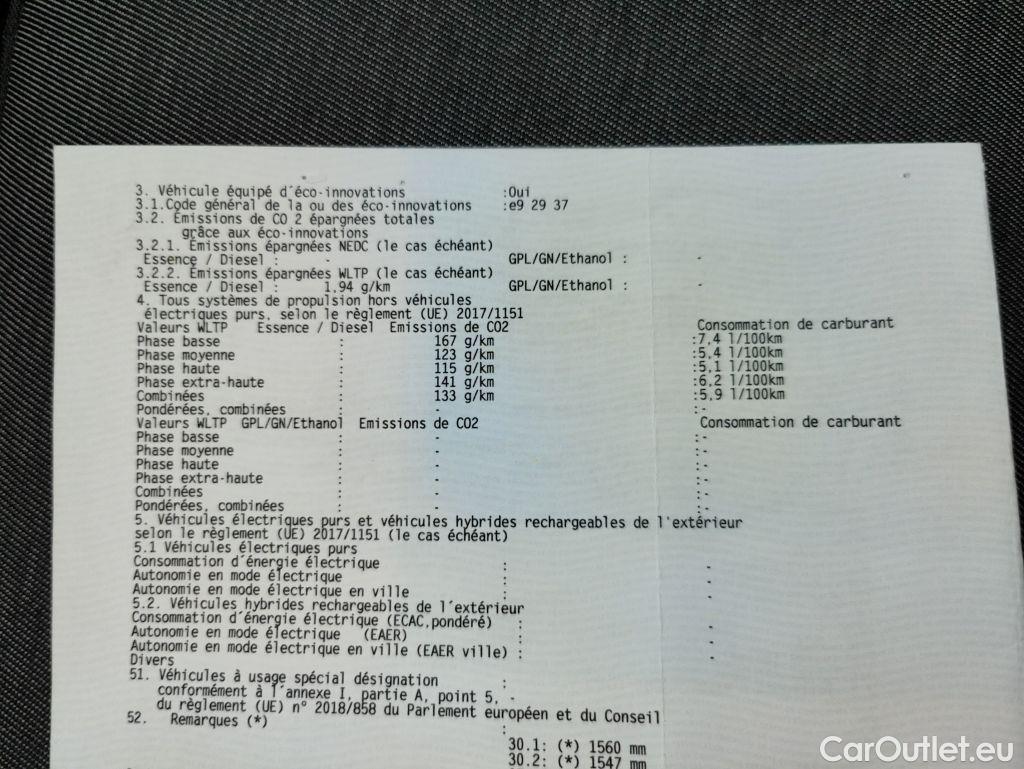 3. Véhicule équipé d'éco-innovations :Oui
3.1.Code général de la ou des éco-innovations :e9 29 37
3.2. Émissions de CO 2 épargnées totales
grâce aux éco-innovations
3.2.1. Émissions épargnées NEDC (le cas échéant)
Essence / Diesel : - GPL/GN/Ethanol : -
3.2.2. Émissions épargnées WLTP (le cas échéant)
Essence / Diesel : 1,94 g/km GPL/GN/Ethanol : -
4. Tous systèmes de propulsion hors véhicules
électriques purs, selon le règlement (UE) 2017/1151
Valeurs WLTP Essence / Diesel Emissions de CO2 Consommation de carburant
Phase basse : 167 g/km :7,4 l/100km
Phase moyenne : 123 g/km :5,4 l/100km
Phase haute : 115 g/km :5,1 l/100km
Phase extra-haute : 141 g/km :6,2 l/100km
Combinées : 133 g/km :5,9 l/100km
Pondérées, combinées : - :-
Valeurs WLTP GPL/GN/Ethanol Emissions de CO2 Consommation de carburant
Phase basse : - :-
Phase moyenne : - :-
Phase haute : - :-
Phase extra-haute : - :-
Combinées : - :-
Pondérées, combinées : - :-
5. Véhicules électriques purs et véhicules hybrides rechargeables de l'extérieur
selon le règlement (UE) 2017/1151 (le cas échéant)
5.1 Véhicules électriques purs
Consommation d'énergie électrique : -
Autonomie en mode électrique : -
Autonomie en mode électrique en ville : -
5.2. Véhicules hybrides rechargeables de l'extérieur
Consommation d'énergie électrique (ECAC,pondéré) : -
Autonomie en mode électrique (EAER) : -
Autonomie en mode électrique en ville (EAER ville) : -
Divers
51. Véhicules à usage spécial désignation :
conformément à l'annexe I, partie A, point 5, -
du règlement (UE) n° 2018/858 du Parlement européen et du Conseil
52. Remarques (*) :
30.1: (*) 1560 mm
30.2: (*) 1547 mm
CarOutlet.eu